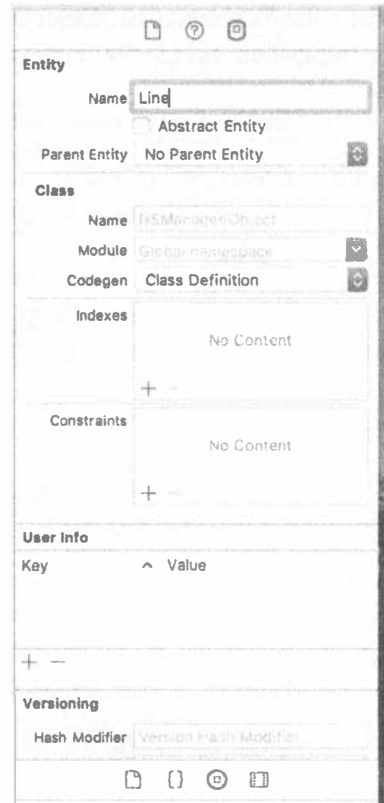 Entity
Name Line
Abstract Entity
Parent Entity No Parent Entity
Class
Name NSManagedObject
Module Global namespace
Codegen Class Definition
Indexes
No Content
+ −
Constraints
No Content
+ −
User Info
Key ^ Value
+ −
Versioning
Hash Modifier Version Hash Modifier